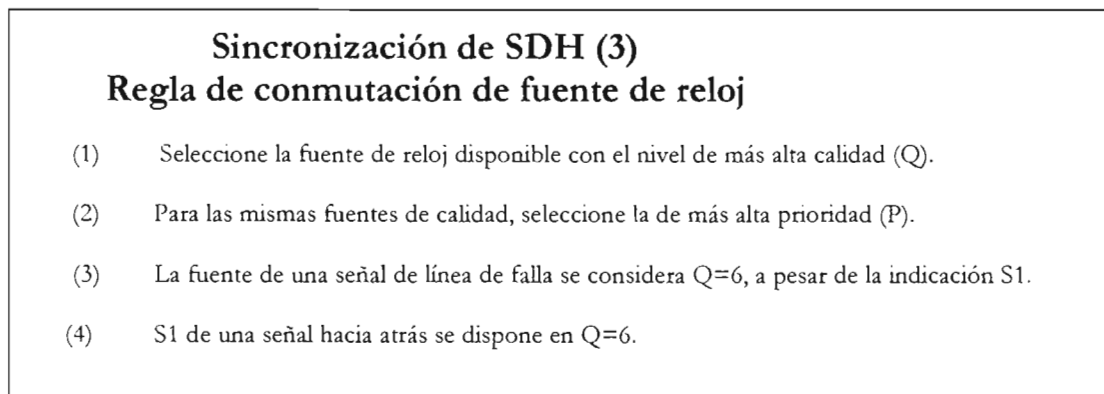 Sincronización de SDH (3)
Regla de conmutación de fuente de reloj
(1) Seleccione la fuente de reloj disponible con el nivel de más alta calidad (Q).
(2) Para las mismas fuentes de calidad, seleccione la de más alta prioridad (P).
(3) La fuente de una señal de línea de falla se considera Q=6, a pesar de la indicación S1.
(4) S1 de una señal hacia atrás se dispone en Q=6.